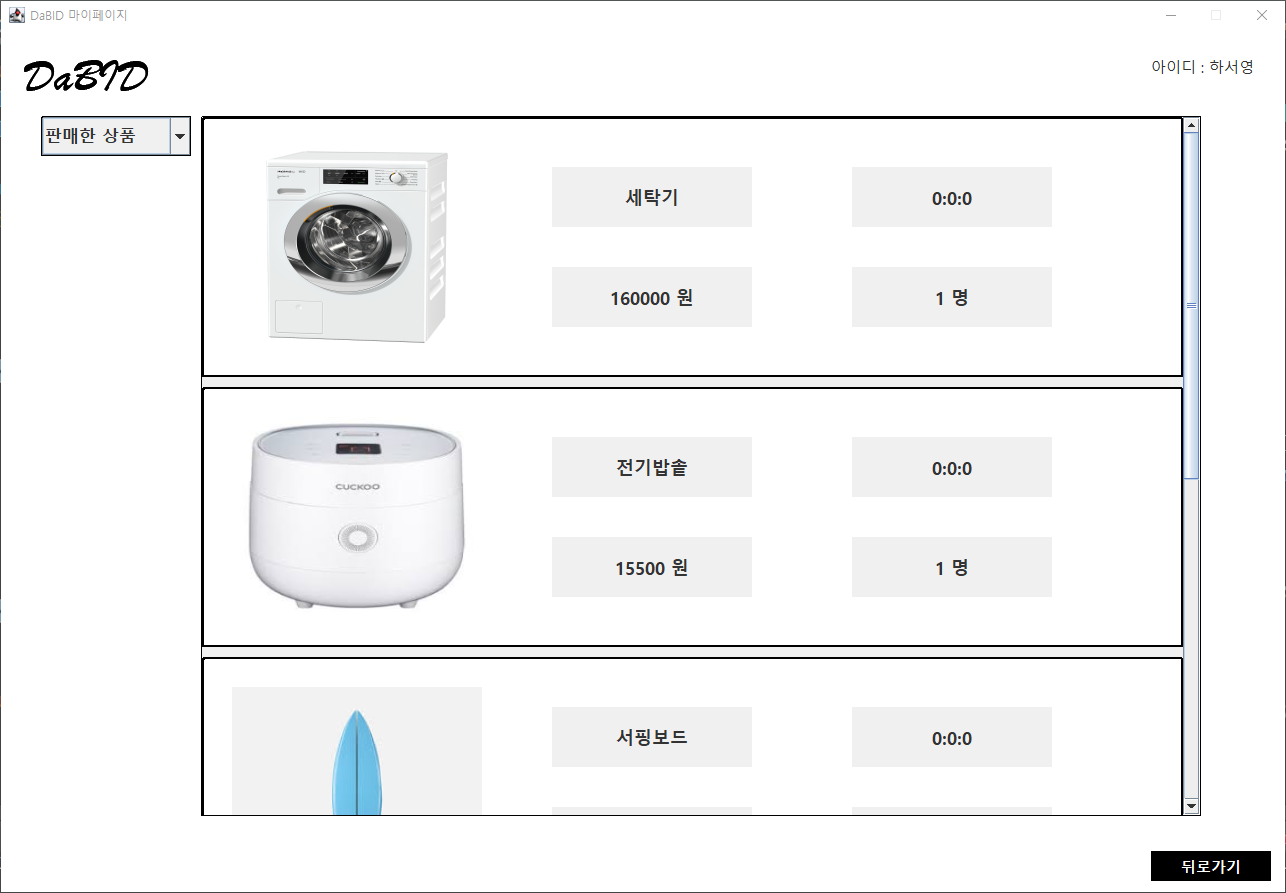 DaBID 마이페이지
DaBID
아이디 : 하서영
판매한 상품
세탁기
0:0:0
160000 원
1 명
CUCKOO
전기밥솥
0:0:0
15500 원
1 명
서핑보드
0:0:0
뒤로가기